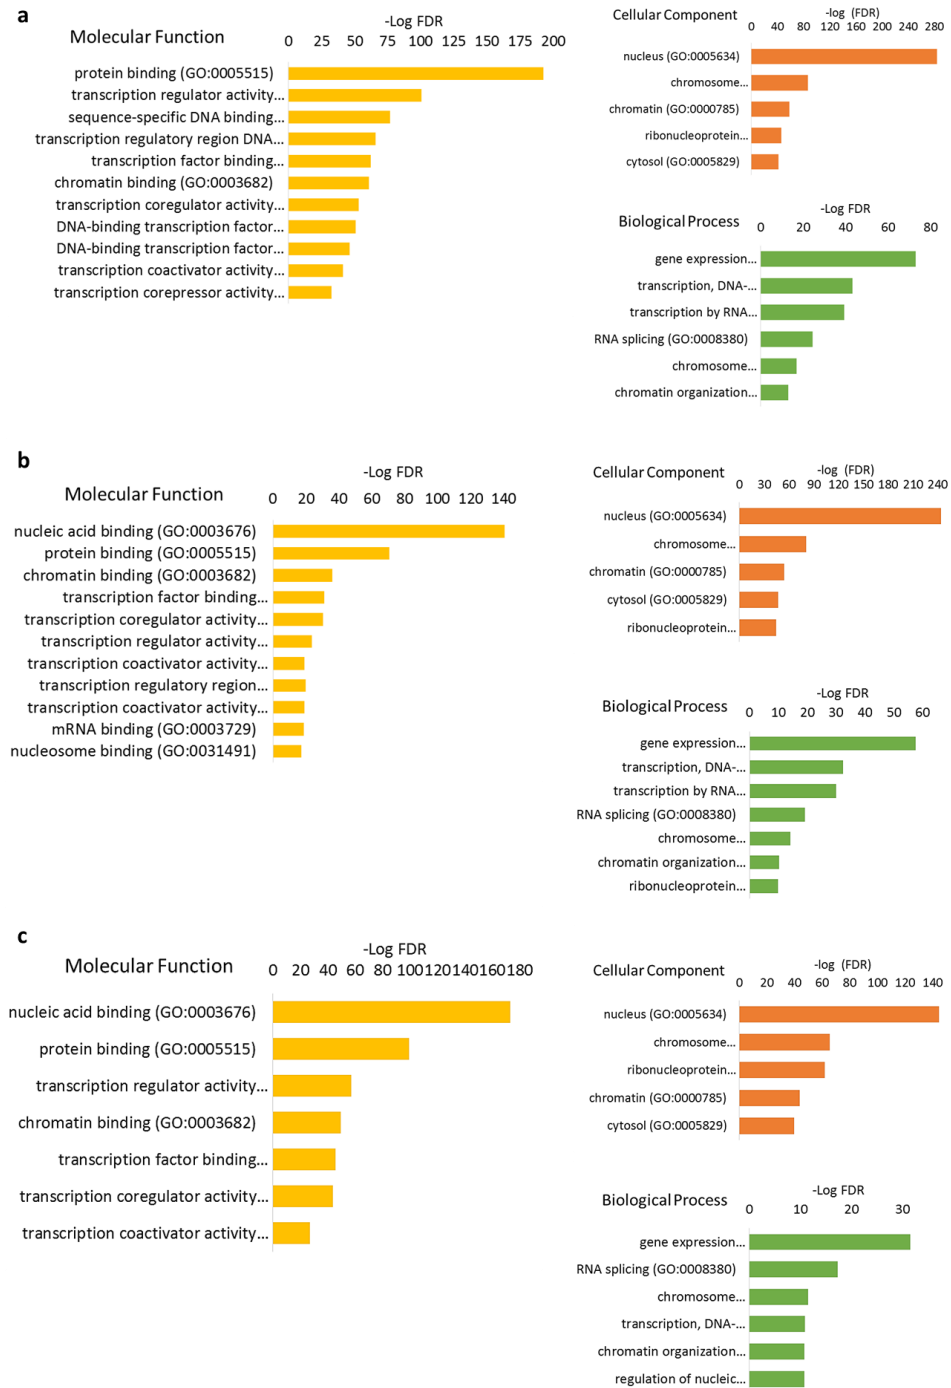 a
-Log FDR
Molecular Function
0 25 50 75 100 125 150 175 200
protein binding (GO:0005515)
transcription regulator activity...
sequence-specific DNA binding...
transcription regulatory region DNA...
transcription factor binding...
chromatin binding (GO:0003682)
transcription coregulator activity...
DNA-binding transcription factor...
DNA-binding transcription factor...
transcription coactivator activity...
transcription corepressor activity...
Cellular Component
-log (FDR)
0 40 80 120 160 200 240 280
nucleus (GO:0005634)
chromosome...
chromatin (GO:0000785)
ribonucleoprotein...
cytosol (GO:0005829)
-Log FDR
Biological Process
0 20 40 60 80
gene expression...
transcription, DNA-...
transcription by RNA...
RNA splicing (GO:0008380)
chromosome...
chromatin organization...
b
-Log FDR
Molecular Function
0 20 40 60 80 100 120 140
nucleic acid binding (GO:0003676)
protein binding (GO:0005515)
chromatin binding (GO:0003682)
transcription factor binding...
transcription coregulator activity...
transcription regulator activity...
transcription coactivator activity...
transcription regulatory region...
transcription coactivator activity...
mRNA binding (GO:0003729)
nucleosome binding (GO:0031491)
Cellular Component
-log (FDR)
0 30 60 90 120 150 180 210 240
nucleus (GO:0005634)
chromosome...
chromatin (GO:0000785)
cytosol (GO:0005829)
ribonucleoprotein...
-Log FDR
Biological Process
0 10 20 30 40 50 60
gene expression...
transcription, DNA-...
transcription by RNA...
RNA splicing (GO:0008380)
chromosome...
chromatin organization...
ribonucleoprotein...
c
-Log FDR
Molecular Function
0 20 40 60 80 100 120 140 160 180
nucleic acid binding (GO:0003676)
protein binding (GO:0005515)
transcription regulator activity...
chromatin binding (GO:0003682)
transcription factor binding...
transcription coregulator activity...
transcription coactivator activity...
Cellular Component
-log (FDR)
0 20 40 60 80 100 120 140
nucleus (GO:0005634)
chromosome...
ribonucleoprotein...
chromatin (GO:0000785)
cytosol (GO:0005829)
-Log FDR
Biological Process
0 10 20 30
gene expression...
RNA splicing (GO:0008380)
chromosome...
transcription, DNA-...
chromatin organization...
regulation of nucleic...